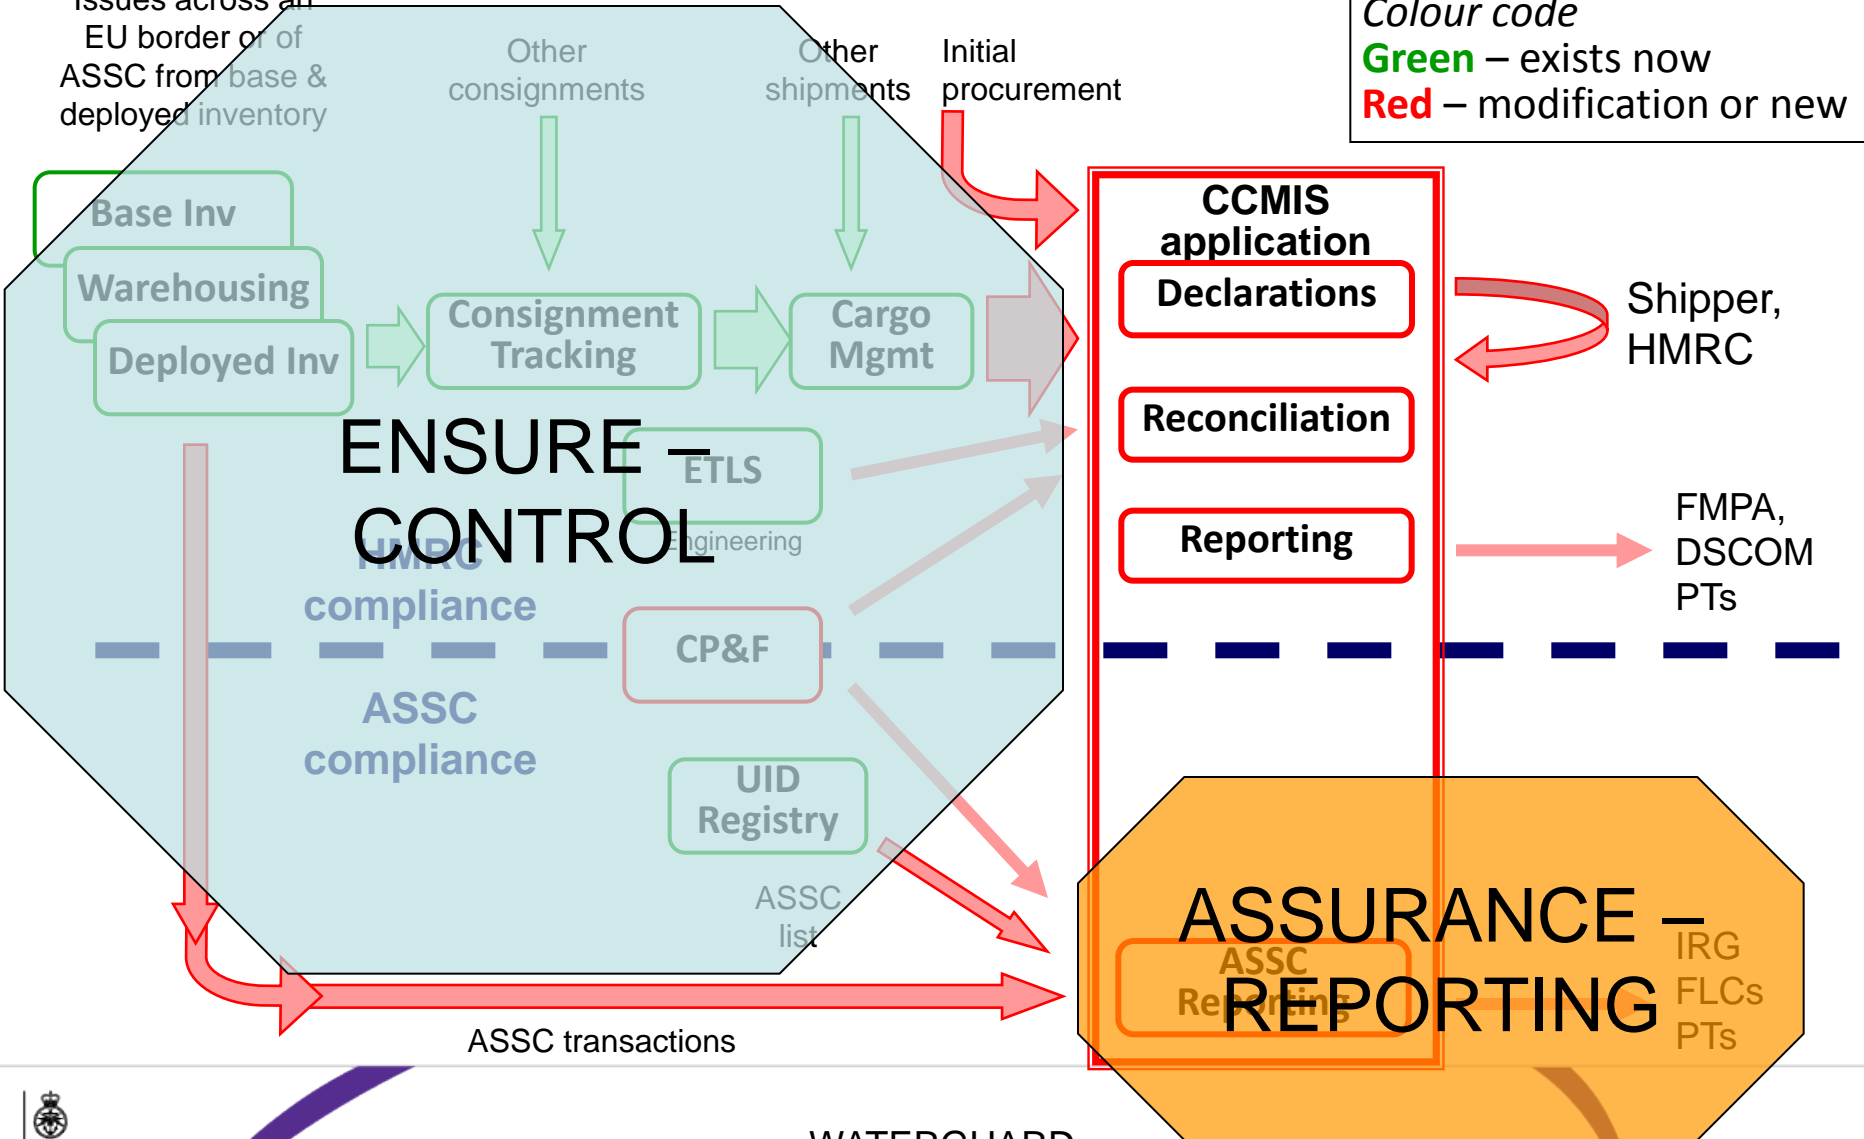 Issues across an
EU border or of
ASSC from base &
deployed inventory
Other
consignments
Other
shipments
Initial
procurement
Colour code
Green – exists now
Red – modification or new
Base Inv
Warehousing
Deployed Inv
Consignment
Tracking
Cargo
Mgmt
CCMIS
application
Declarations
Reconciliation
Reporting
Shipper,
HMRC
ENSURE –
CONTROL
ETLS
Engineering
HMRC
compliance
FMPA,
DSCOM
PTs
CP&F
ASSC
compliance
UID
Registry
ASSC
list
ASSURANCE –
REPORTING
ASSC
Reporting
IRG
FLCs
PTs
ASSC transactions
WATERGUARD